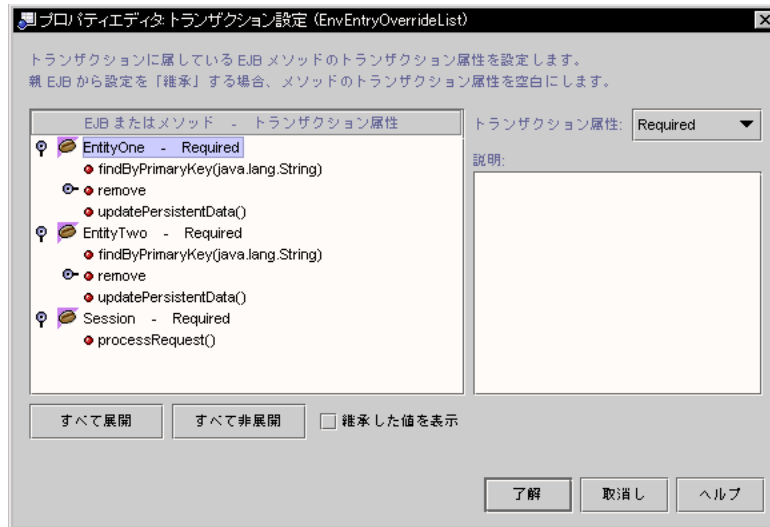 プロパティエディタ:トランザクション設定 (EnvEntryOverrideList)
トランザクションに属している EJB メソッドのトランザクション属性を設定します。
親 EJB から設定を「継承」する場合、メソッドのトランザクション属性を空白にします。
EJB またはメソッド - トランザクション属性
EntityOne - Required
findByPrimaryKey(java.lang.String)
remove
updatePersistentData()
EntityTwo - Required
findByPrimaryKey(java.lang.String)
remove
updatePersistentData()
Session - Required
processRequest()
トランザクション属性: Required
説明:
すべて展開 すべて非展開 継承した値を表示
了解 取消し ヘルプ